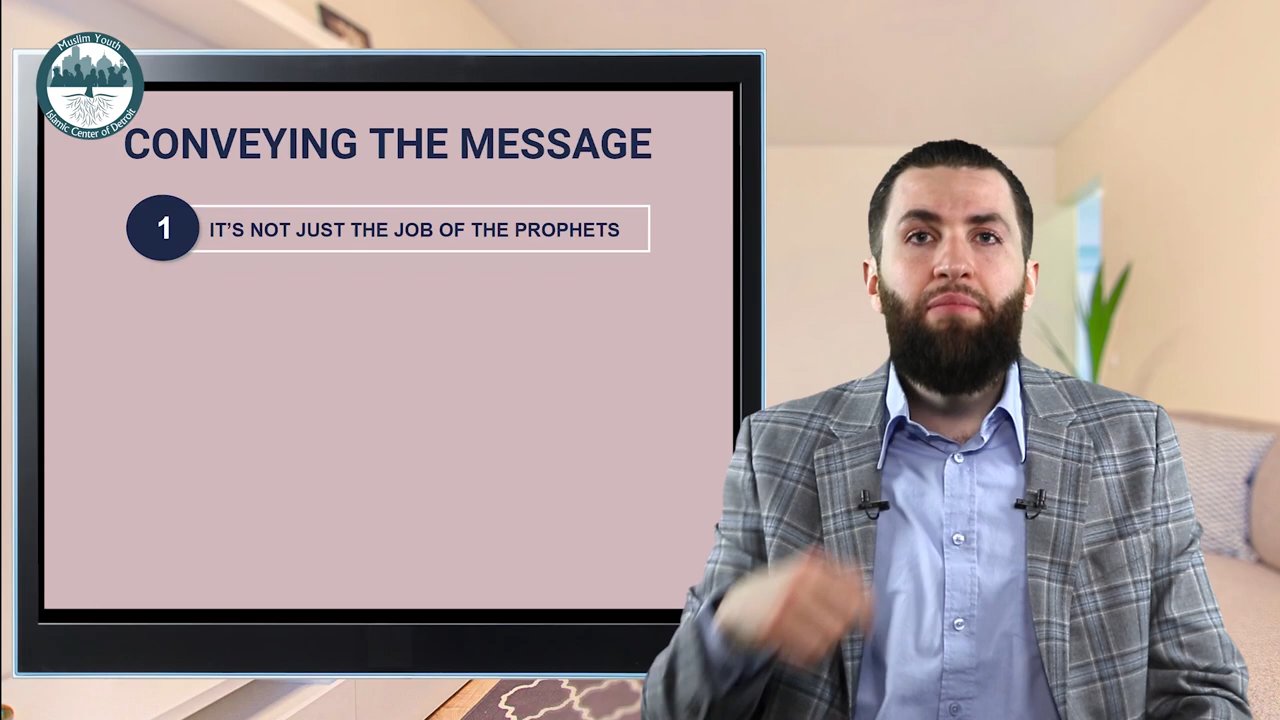 Muslim Youth
Islamic Center of Detroit
CONVEYING THE MESSAGE
1
IT’S NOT JUST THE JOB OF THE PROPHETS